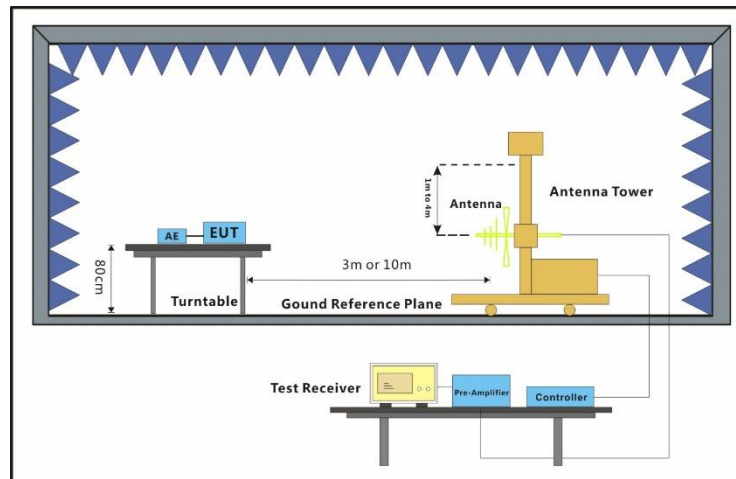 1m to 4m
Antenna
Antenna Tower
AE
EUT
80cm
3m or 10m
Turntable
Gound Reference Plane
Test Receiver
Pre-Amplifier
Controller